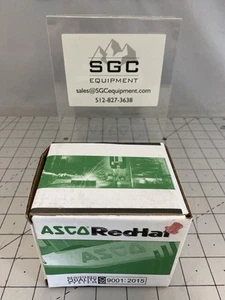 SGC
EQUIPMENT
sales@SGCequipment.com
512-827-3638
ASCO RedHat
9001:2015